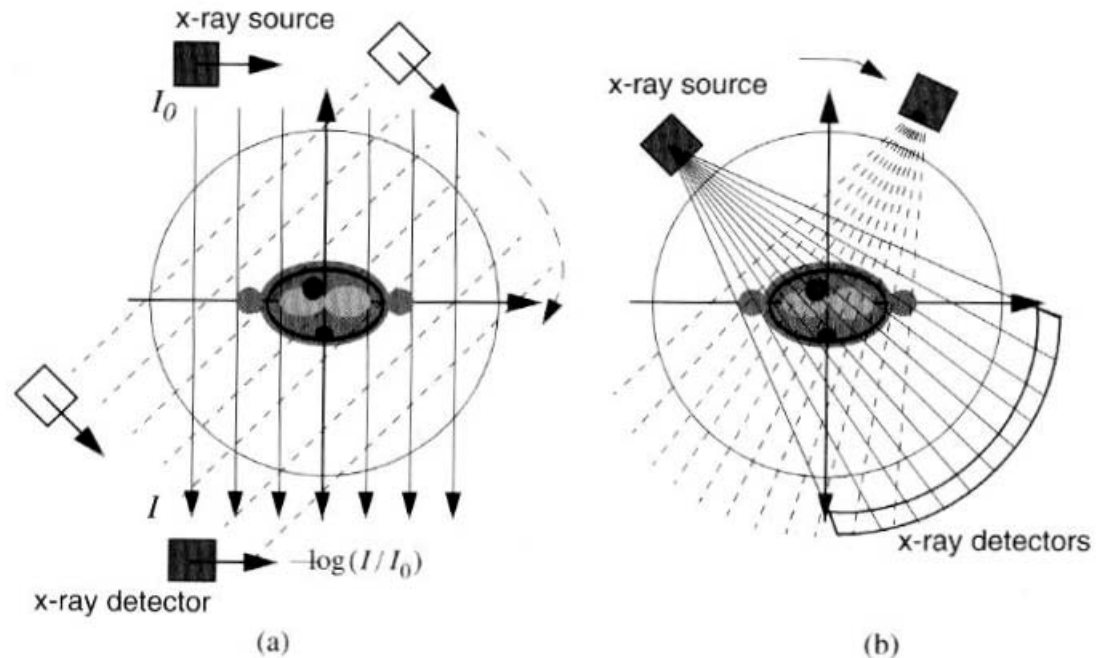 x-ray source
I₀
I
–log(I/I₀)
x-ray detector
(a)
x-ray source
x-ray detectors
(b)